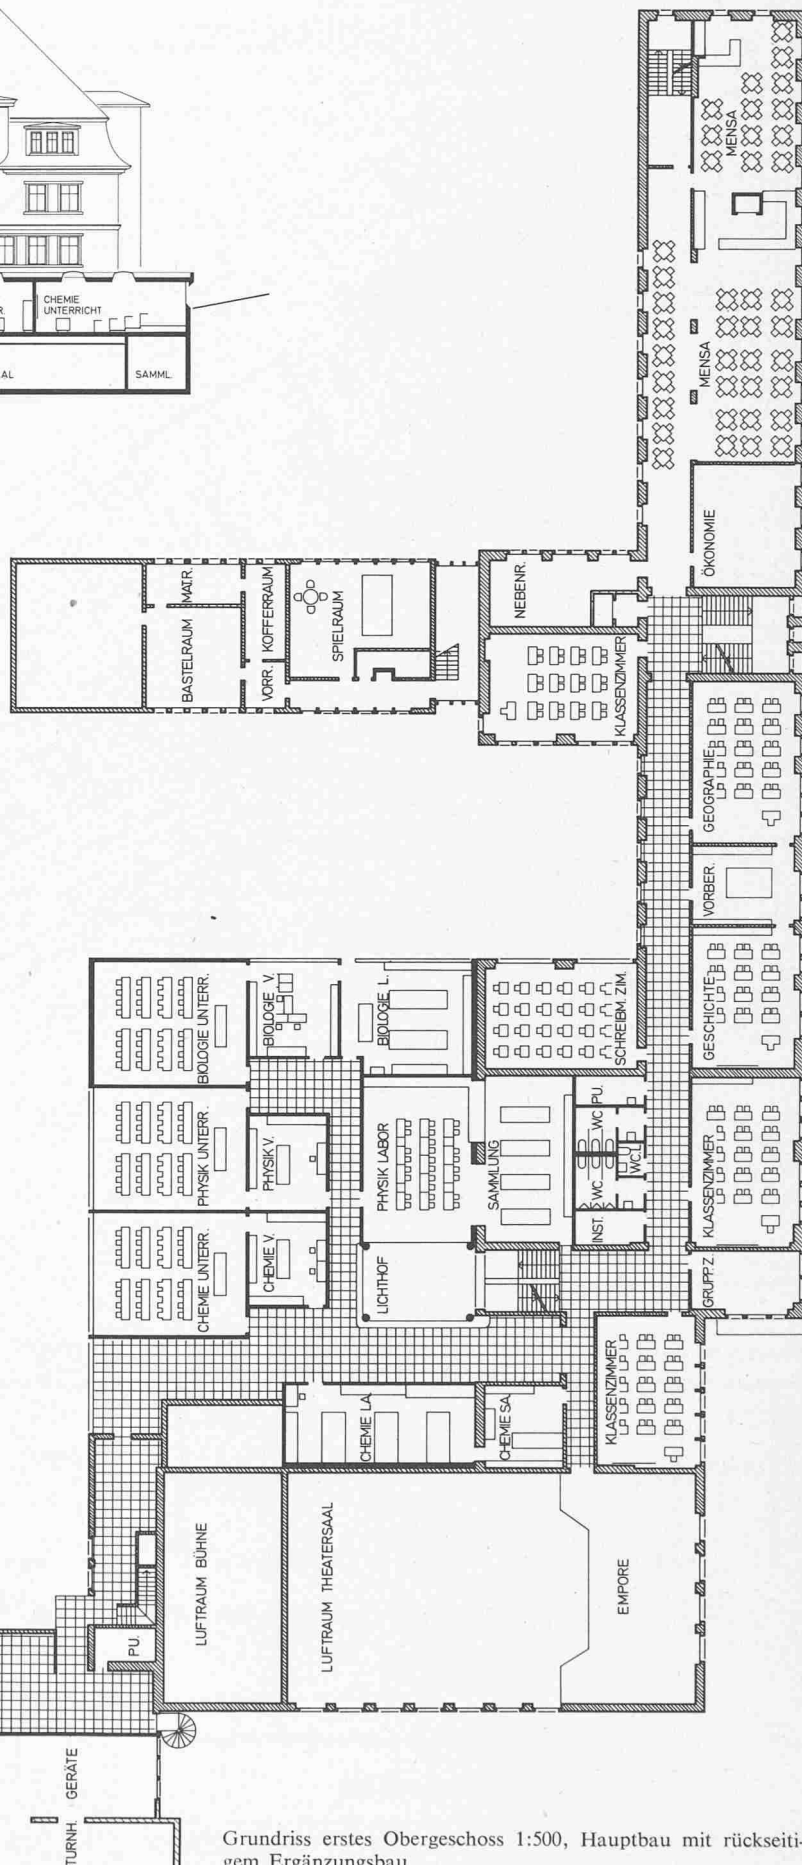 CHEMIE
UNTERRICHT
R.
AL
SAMML.
MENSA
MENSA
ÖKONOMIE
NEBENR.
MATR.
KOFFERRAUM
SPIELRAUM
BASTELRAUM
VORR.
KLASSENZIMMER
GEOGRAPHIE
VORBER.
GESCHICHTE
BIOLOGIE UNTERR.
BIOLOGIE V.
BIOLOGIE L.
SCHREIBM. ZIM.
PHYSIK UNTERR.
PHYSIK V.
PHYSIK LABOR
SAMMLUNG
PU.
WC
WC L.
WC
INST.
KLASSENZIMMER
CHEMIE UNTERR.
CHEMIE V.
LICHTHOF
GRUPP. Z.
KLASSENZIMMER
CHEMIE LA.
CHEMIE SA.
LUFTRAUM BÜHNE
LUFTRAUM THEATERSAAL
EMPORE
PU.
GERÄTE
TURNH.
Grundriss erstes Obergeschoss 1:500, Hauptbau mit rückseiti-
gem Ergänzungsbau